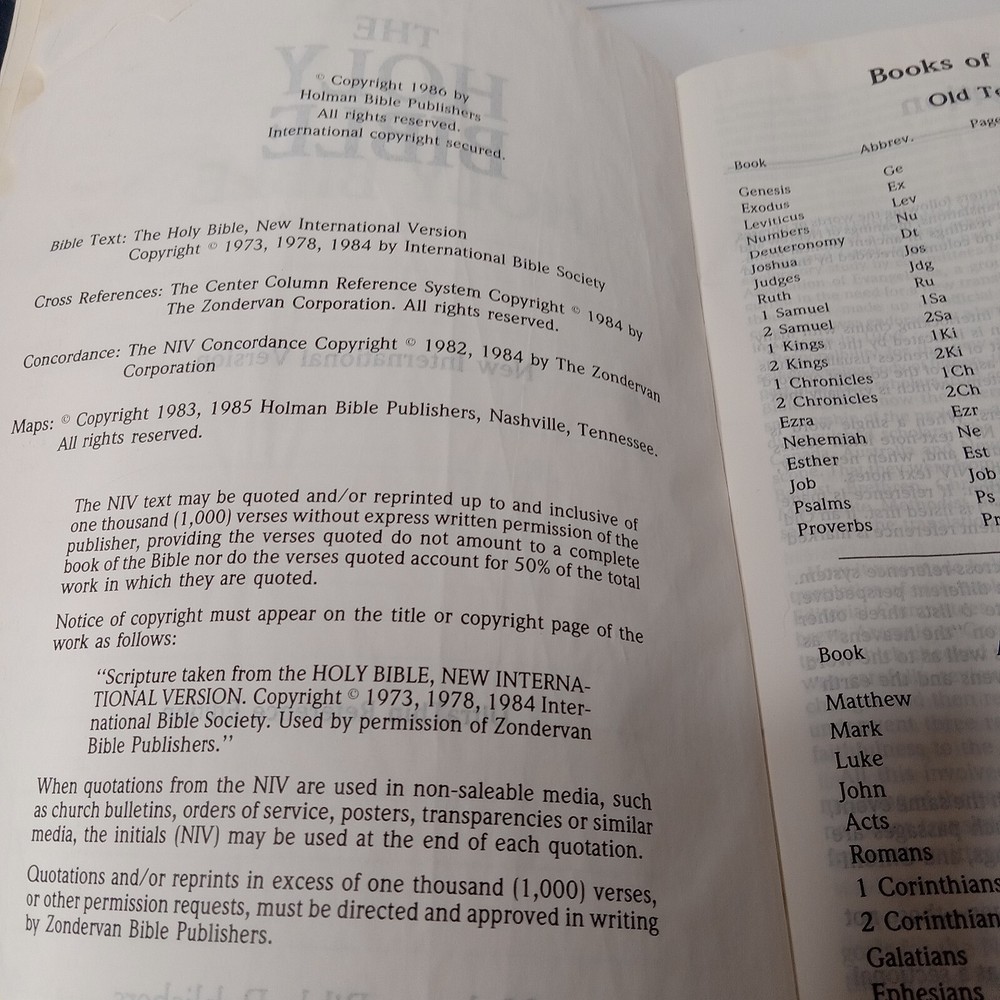 © Copyright 1986 by
Holman Bible Publishers
All rights reserved.
International copyright secured.
Bible Text: The Holy Bible, New International Version
Copyright © 1973, 1978, 1984 by International Bible Society
Cross References: The Center Column Reference System Copyright © 1984 by
The Zondervan Corporation. All rights reserved.
Concordance: The NIV Concordance Copyright © 1982, 1984 by The Zondervan
Corporation
Maps: © Copyright 1983, 1985 Holman Bible Publishers, Nashville, Tennessee.
All rights reserved.
The NIV text may be quoted and/or reprinted up to and inclusive of
one thousand (1,000) verses without express written permission of the
publisher, providing the verses quoted do not amount to a complete
book of the Bible nor do the verses quoted account for 50% of the total
work in which they are quoted.
Notice of copyright must appear on the title or copyright page of the
work as follows:
“Scripture taken from the HOLY BIBLE, NEW INTERNA-
TIONAL VERSION. Copyright © 1973, 1978, 1984 Inter-
national Bible Society. Used by permission of Zondervan
Bible Publishers.”
When quotations from the NIV are used in non-saleable media, such
as church bulletins, orders of service, posters, transparencies or similar
media, the initials (NIV) may be used at the end of each quotation.
Quotations and/or reprints in excess of one thousand (1,000) verses,
or other permission requests, must be directed and approved in writing
by Zondervan Bible Publishers.
Books of
Old Te
Book Abbrev. Page
Genesis Ge
Exodus Ex
Leviticus Lev
Numbers Nu
Deuteronomy Dt
Joshua Jos
Judges Jdg
Ruth Ru
1 Samuel 1Sa
2 Samuel 2Sa
1 Kings 1Ki
2 Kings 2Ki
1 Chronicles 1Ch
2 Chronicles 2Ch
Ezra Ezr
Nehemiah Ne
Esther Est
Job Job
Psalms Ps
Proverbs Pr
Book
Matthew
Mark
Luke
John
Acts
Romans
1 Corinthians
2 Corinthian
Galatians
Ephesians